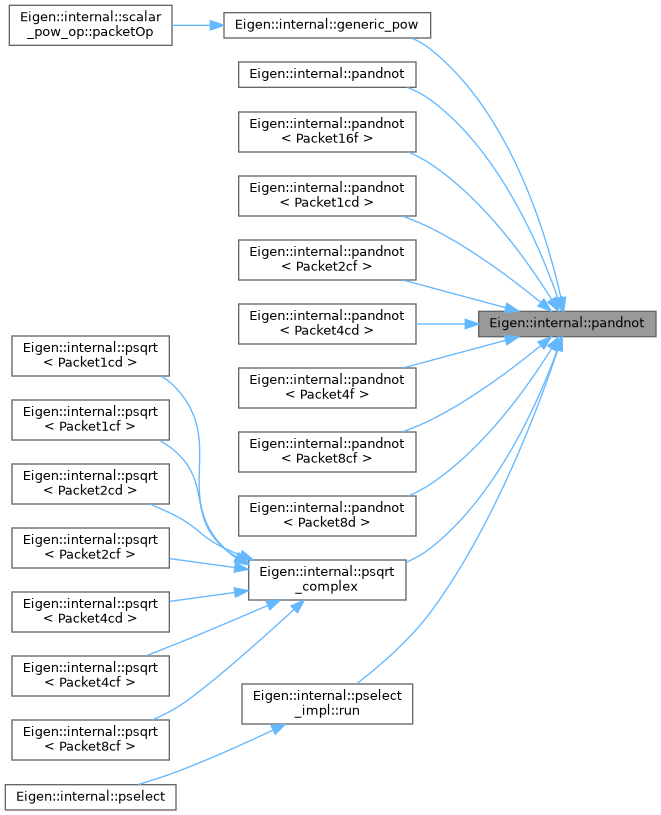 Eigen::internal::scalar
_pow_op::packetOp
Eigen::internal::generic_pow
Eigen::internal::pandnot
Eigen::internal::pandnot
< Packet16f >
Eigen::internal::pandnot
< Packet1cd >
Eigen::internal::pandnot
< Packet2cf >
Eigen::internal::pandnot
< Packet4cd >
Eigen::internal::pandnot
Eigen::internal::pandnot
< Packet4f >
Eigen::internal::pandnot
< Packet8cf >
Eigen::internal::pandnot
< Packet8d >
Eigen::internal::psqrt
< Packet1cd >
Eigen::internal::psqrt
< Packet1cf >
Eigen::internal::psqrt
< Packet2cd >
Eigen::internal::psqrt
< Packet2cf >
Eigen::internal::psqrt
< Packet4cd >
Eigen::internal::psqrt
< Packet4cf >
Eigen::internal::psqrt
< Packet8cf >
Eigen::internal::psqrt
_complex
Eigen::internal::pselect
_impl::run
Eigen::internal::pselect